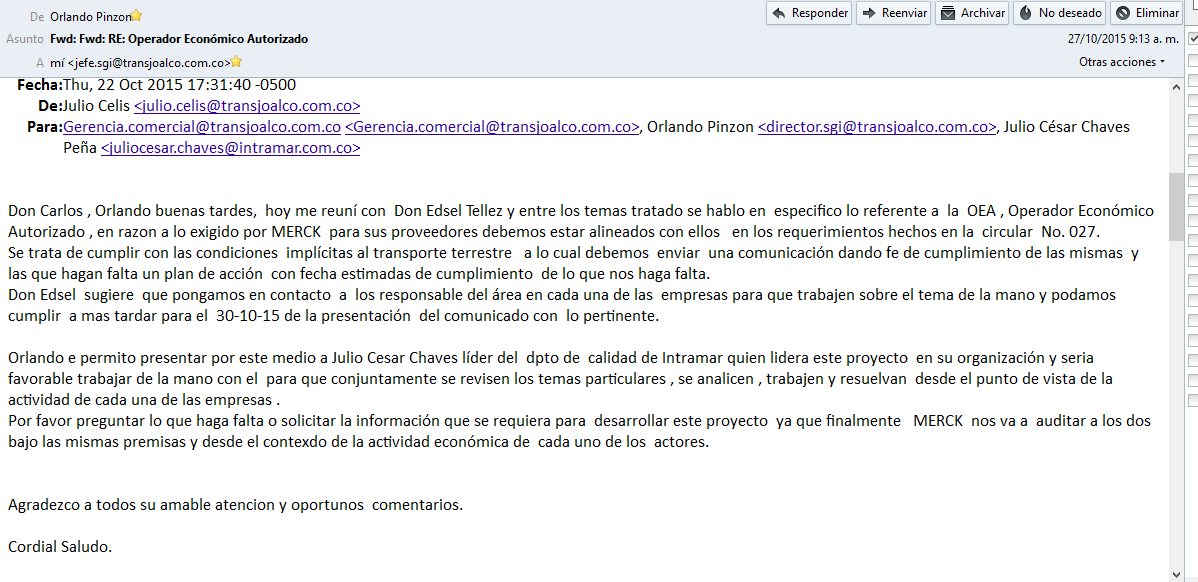 De Orlando Pinzon
Responder Reenviar Archivar No deseado Eliminar
Asunto Fwd: Fwd: RE: Operador Económico Autorizado
27/10/2015 9:13 a. m.
A mí <jefe.sgi@transjoalco.com.co>
Otras acciones
Fecha:Thu, 22 Oct 2015 17:31:40 -0500
De:Julio Celis <julio.celis@transjoalco.com.co>
Para:Gerencia.comercial@transjoalco.com.co <Gerencia.comercial@transjoalco.com.co>, Orlando Pinzon <director.sgi@transjoalco.com.co>, Julio César Chaves
Peña <juliocesar.chaves@intramar.com.co>
Don Carlos , Orlando buenas tardes, hoy me reuní con Don Edsel Tellez y entre los temas tratado se hablo en especifico lo referente a la OEA , Operador Económico
Autorizado , en razon a lo exigido por MERCK para sus proveedores debemos estar alineados con ellos en los requerimientos hechos en la circular No. 027.
Se trata de cumplir con las condiciones implícitas al transporte terrestre a lo cual debemos enviar una comunicación dando fe de cumplimiento de las mismas y
las que hagan falta un plan de acción con fecha estimadas de cumplimiento de lo que nos haga falta.
Don Edsel sugiere que pongamos en contacto a los responsable del área en cada una de las empresas para que trabajen sobre el tema de la mano y podamos
cumplir a mas tardar para el 30-10-15 de la presentación del comunicado con lo pertinente.
Orlando e permito presentar por este medio a Julio Cesar Chaves líder del dpto de calidad de Intramar quien lidera este proyecto en su organización y seria
favorable trabajar de la mano con el para que conjuntamente se revisen los temas particulares , se analicen , trabajen y resuelvan desde el punto de vista de la
actividad de cada una de las empresas .
Por favor preguntar lo que haga falta o solicitar la información que se requiera para desarrollar este proyecto ya que finalmente MERCK nos va a auditar a los dos
bajo las mismas premisas y desde el contexdo de la actividad económica de cada uno de los actores.
Agradezco a todos su amable atencion y oportunos comentarios.
Cordial Saludo.